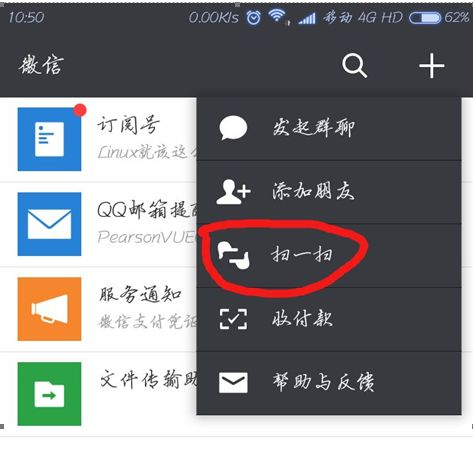 10:50 0.00K/s 移动 4G HD 62%
微信
订阅号
Linux就该这么
QQ邮箱提醒
PearsonVUE
服务通知
微信支付凭证
文件传输助
发起群聊
添加朋友
扫一扫
收付款
帮助与反馈